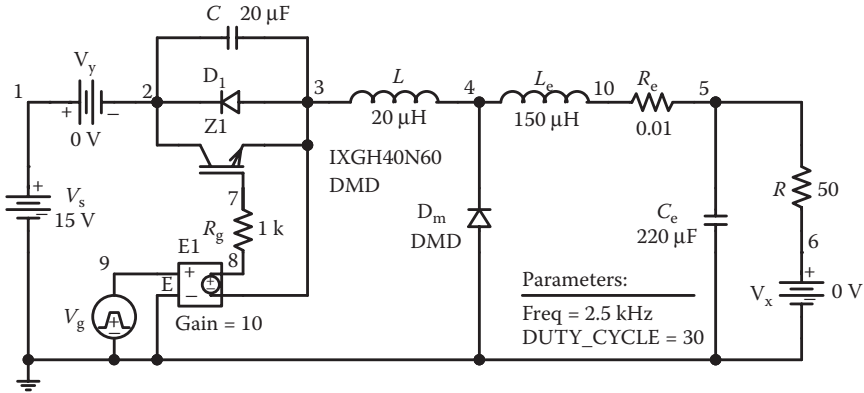 C 20 µF
V_y
D_1
1
2
3
L
4
L_e
10
R_e
5
+ −
0 V
Z1
20 µH
150 µH
0.01
IXGH40N60
DMD
+
−
V_s
15 V
7
R_g
1 k
D_m
DMD
C_e
220 µF
R
50
6
E1
8
9
+
E
−
+
−
V_g
+
−
Gain = 10
Parameters:
Freq = 2.5 kHz
DUTY_CYCLE = 30
V_x
+
−
0 V